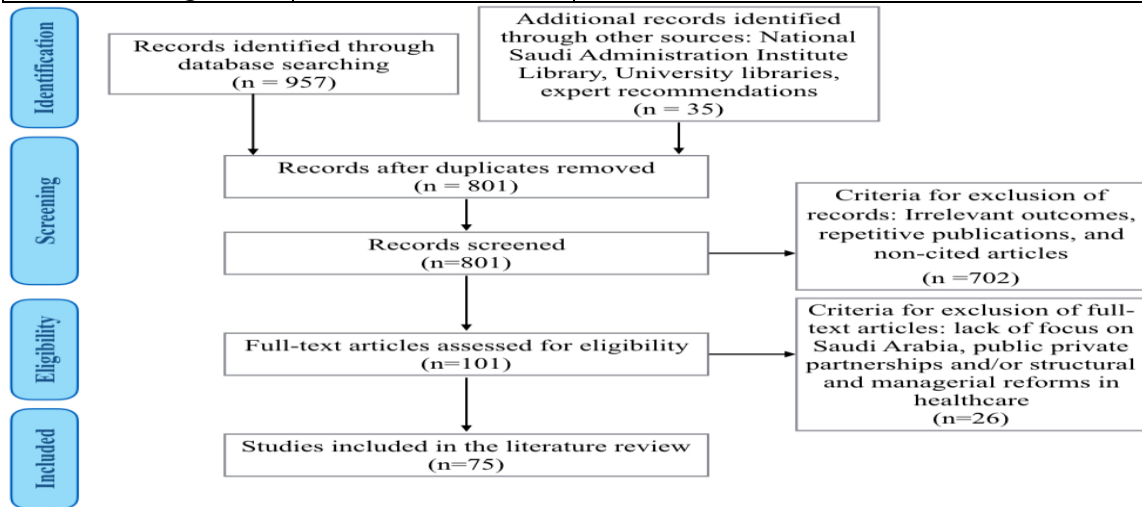 Identification
Records identified through
database searching
(n = 957)
Additional records identified
through other sources: National
Saudi Administration Institute
Library, University libraries,
expert recommendations
(n = 35)
Screening
Records after duplicates removed
(n = 801)
Records screened
(n=801)
Criteria for exclusion of
records: Irrelevant outcomes,
repetitive publications, and
non-cited articles
(n =702)
Eligibility
Full-text articles assessed for eligibility
(n=101)
Criteria for exclusion of full-
text articles: lack of focus on
Saudi Arabia, public private
partnerships and/or structural
and managerial reforms in
healthcare
(n=26)
Included
Studies included in the literature review
(n=75)